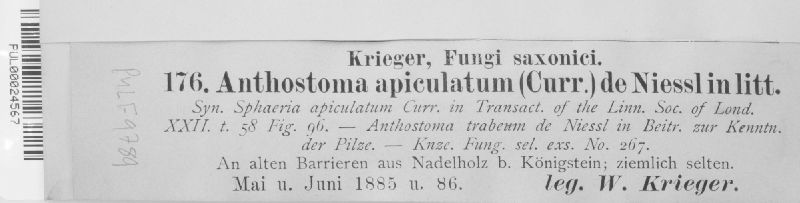 PUL00024567
PUL F9789
Krieger, Fungi saxonici.
176. Anthostoma apiculatum (Curr.) de Niessl in litt.
Syn. Sphaeria apiculatum Curr. in Transact. of the Linn. Soc. of Lond.
XXII. t. 58 Fig. 96. — Anthostoma trabeum de Niessl in Beitr. zur Kenntn.
der Pilze. — Knze. Fung. sel. exs. No. 267.
An alten Barrieren aus Nadelholz b. Königstein; ziemlich selten.
Mai u. Juni 1885 u. 86. leg. W. Krieger.